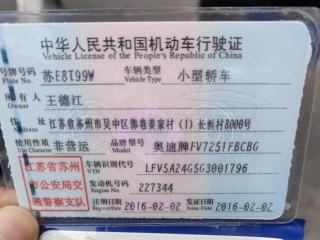 中华人民共和国机动车行驶证
Vehicle License of the People's Republic of China
号牌号码 苏E8T99W 车辆类型 小型轿车
Plate No. Vehicle Type
所有人 王德江
Owner
住址 江苏省苏州市吴中区郭巷姜家村(1)长板村8000号
Address
使用性质 非营运 品牌型号 奥迪牌FV7251FBCBG
Use Character Model
江苏省苏州市公安局交通警察支队
车辆识别代号 LFV5A24G5G3001796
VIN
发动机号码 227344
Engine No.
注册日期 2016-02-02 发证日期 2016-02-02
Register Date Issue Date